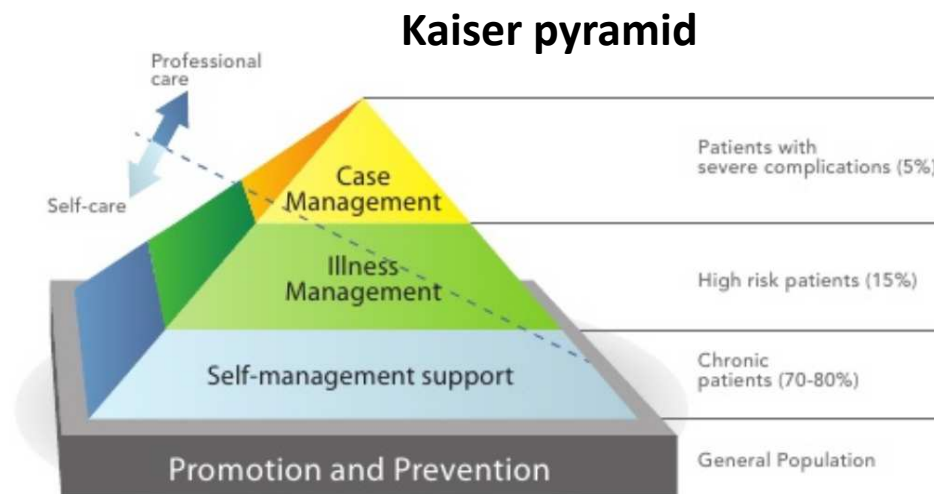 Kaiser pyramid
Professional
care
Self-care
Case
Management
Patients with
severe complications (5%)
Illness
Management
High risk patients (15%)
Self-management support
Chronic
patients (70-80%)
Promotion and Prevention
General Population